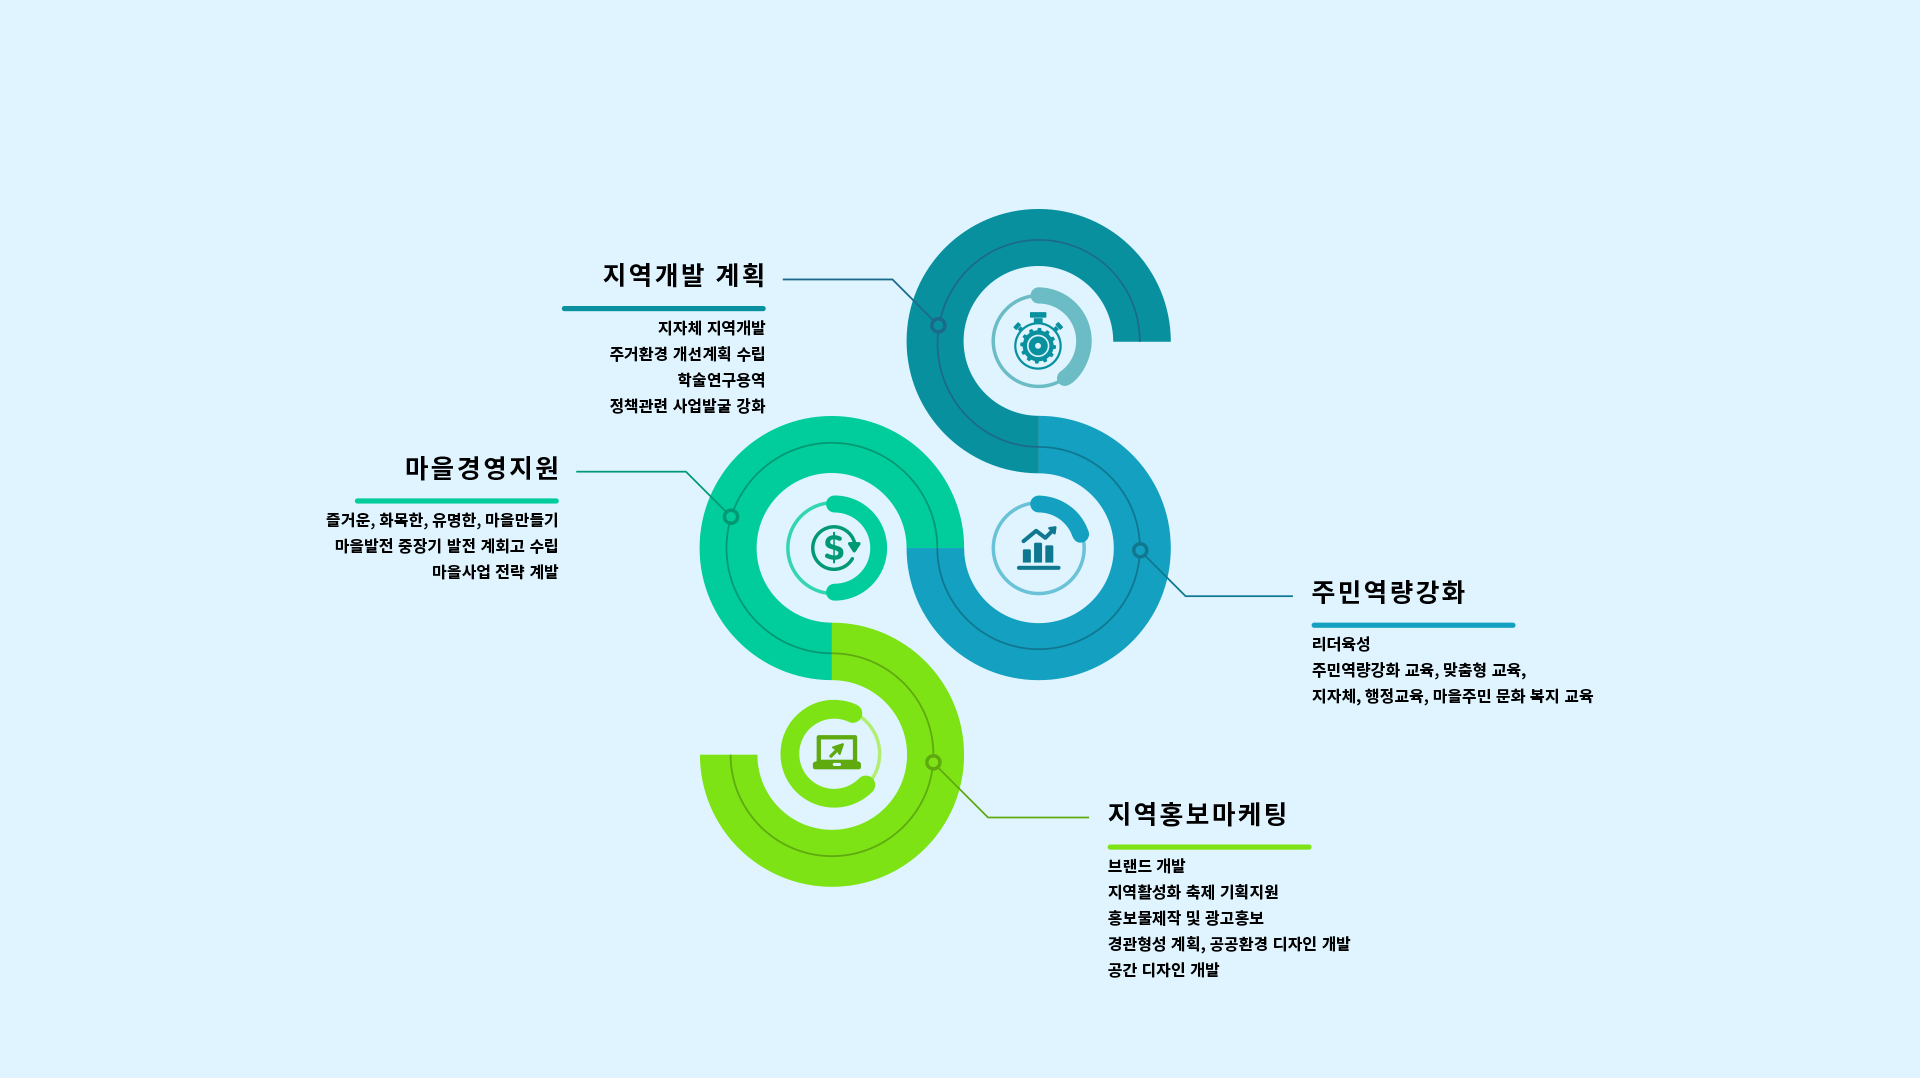 지역개발 계획
지자체 지역개발
주거환경 개선계획 수립
학술연구용역
정책관련 사업발굴 강화
마을경영지원
즐거운, 화목한, 유명한, 마을만들기
마을발전 중장기 발전 계회고 수립
마을사업 전략 계발
주민역량강화
리더육성
주민역량강화 교육, 맞춤형 교육,
지자체, 행정교육, 마을주민 문화 복지 교육
지역홍보마케팅
브랜드 개발
지역활성화 축제 기획지원
홍보물제작 및 광고홍보
경관형성 계획, 공공환경 디자인 개발
공간 디자인 개발